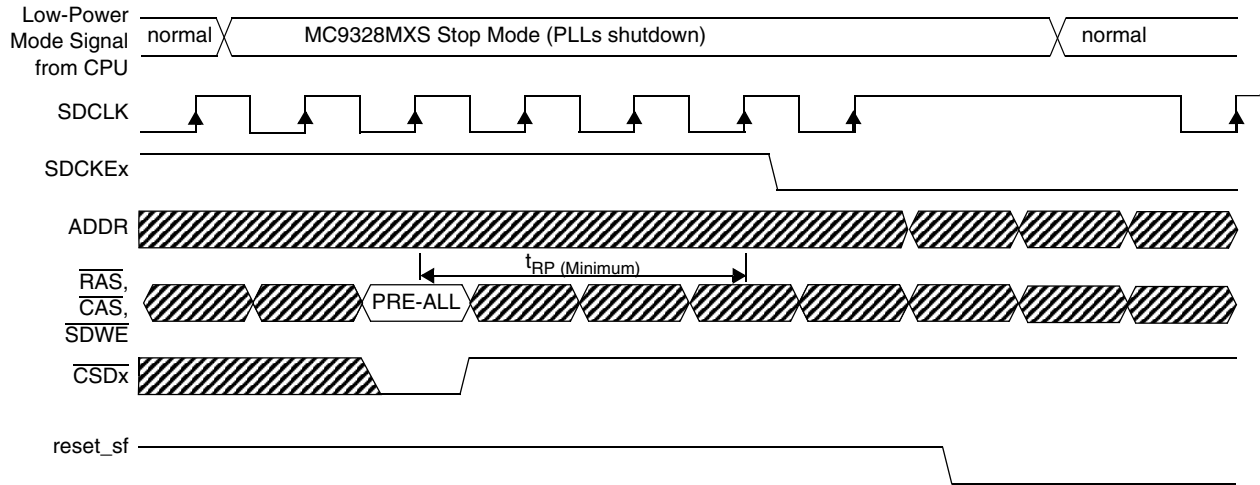 Low-Power
Mode Signal
from CPU
normal
MC9328MXS Stop Mode (PLLs shutdown)
normal
SDCLK
SDCKEx
ADDR
tRP (Minimum)
RAS,
CAS,
SDWE
PRE-ALL
CSDx
reset_sf